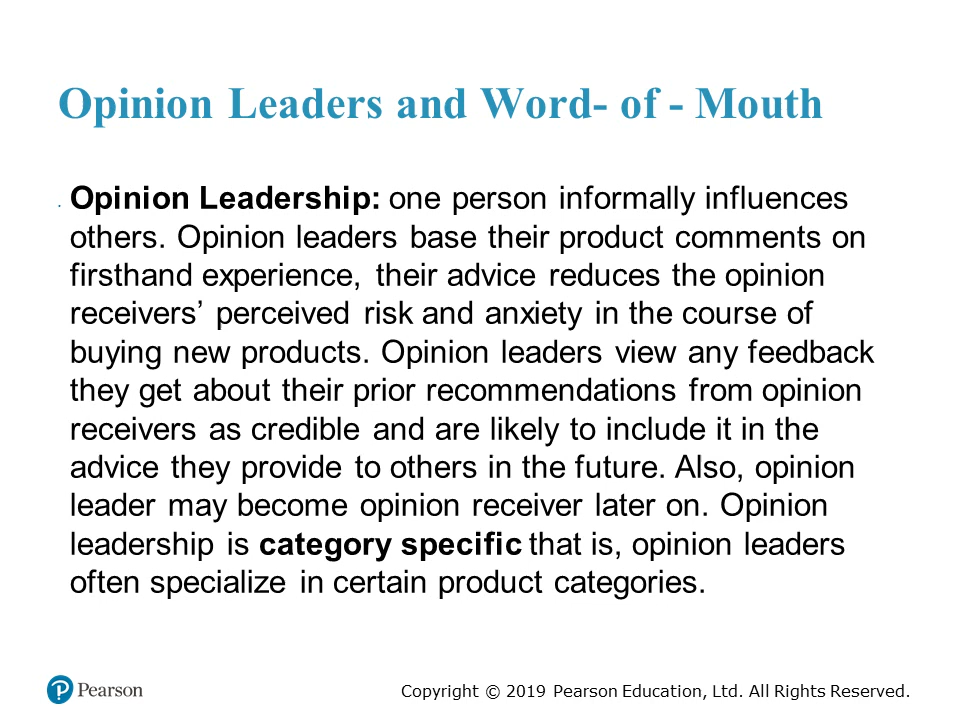 Opinion Leaders and Word- of - Mouth
Opinion Leadership: one person informally influences
others. Opinion leaders base their product comments on
firsthand experience, their advice reduces the opinion
receivers’ perceived risk and anxiety in the course of
buying new products. Opinion leaders view any feedback
they get about their prior recommendations from opinion
receivers as credible and are likely to include it in the
advice they provide to others in the future. Also, opinion
leader may become opinion receiver later on. Opinion
leadership is category specific that is, opinion leaders
often specialize in certain product categories.
Pearson
Copyright © 2019 Pearson Education, Ltd. All Rights Reserved.